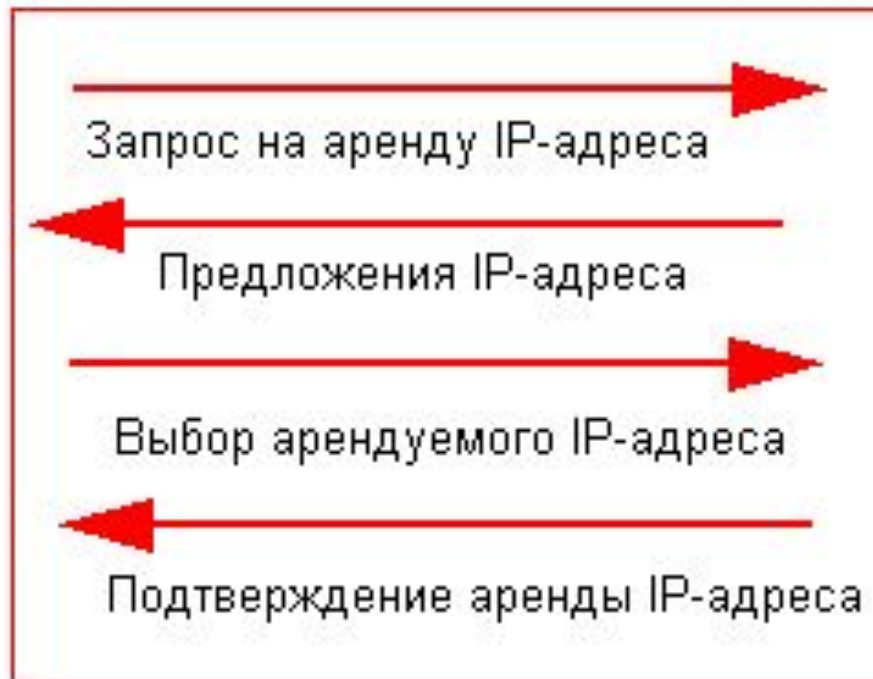 Запрос на аренду IP-адреса
Предложения IP-адреса
Выбор арендуемого IP-адреса
Подтверждение аренды IP-адреса